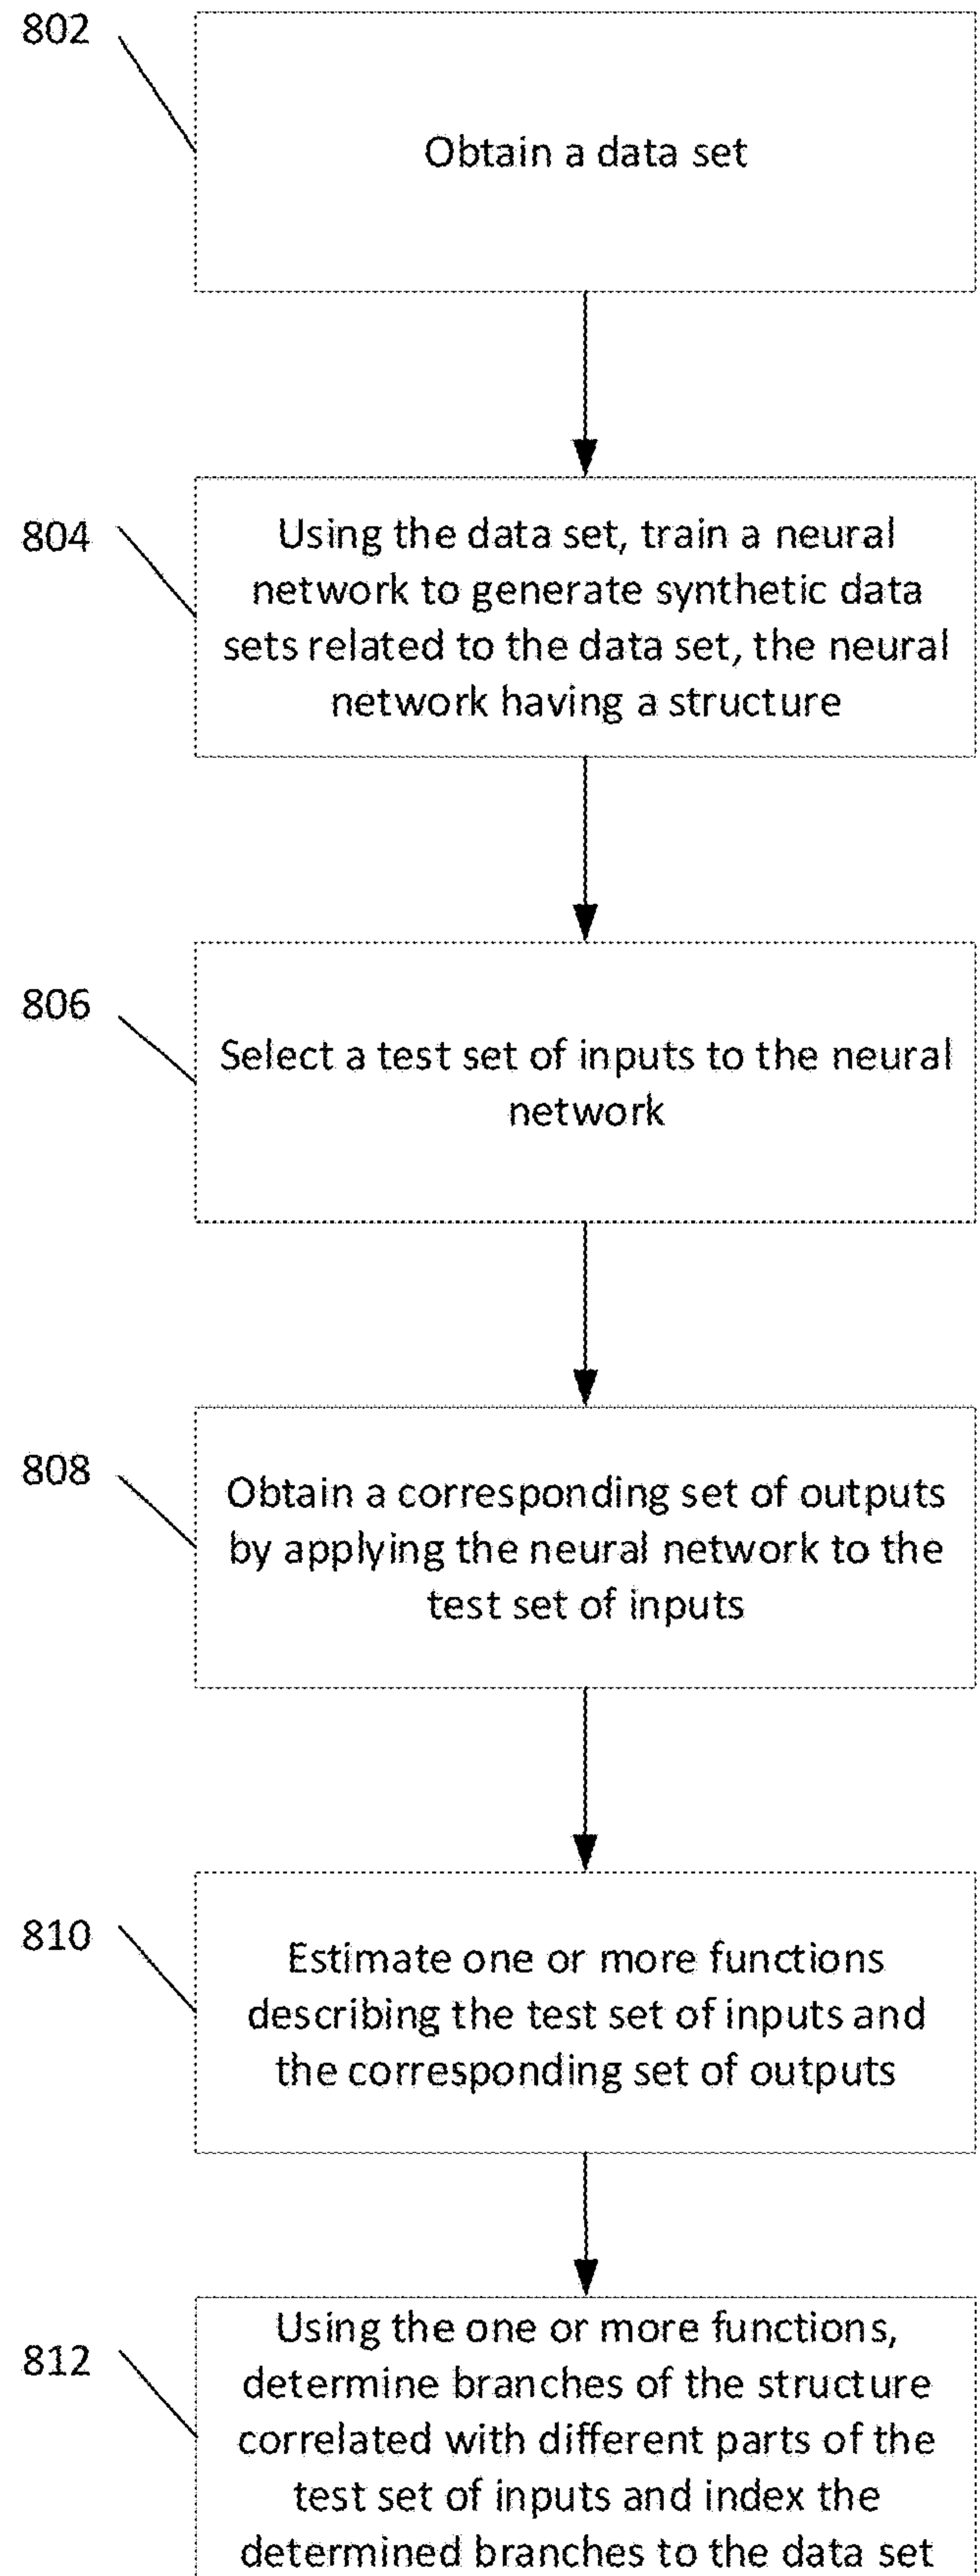 802
Obtain a data set
804
Using the data set, train a neural
network to generate synthetic data
sets related to the data set, the neural
network having a structure
806
Select a test set of inputs to the neural
network
808
Obtain a corresponding set of outputs
by applying the neural network to the
test set of inputs
810
Estimate one or more functions
describing the test set of inputs and
the corresponding set of outputs
812
Using the one or more functions,
determine branches of the structure
correlated with different parts of the
test set of inputs and index the
determined branches to the data set